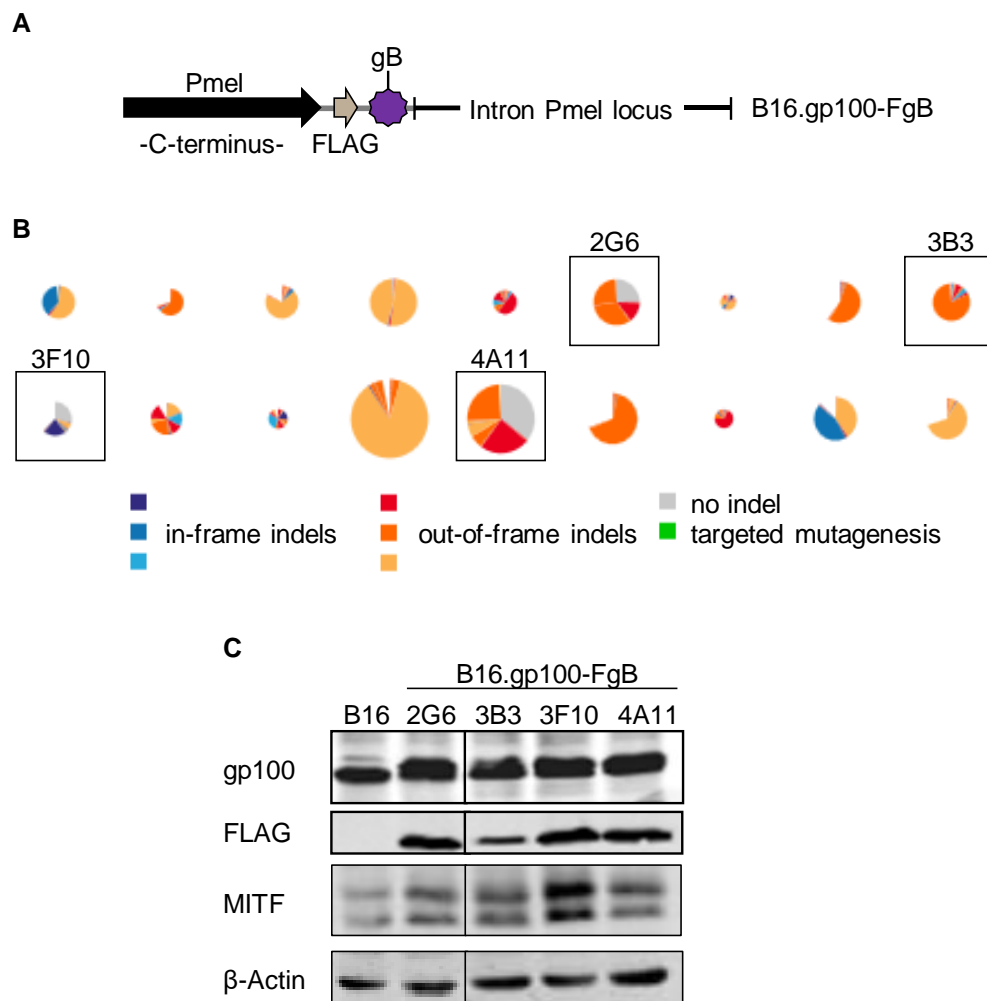 A
gB
Pmel
Intron Pmel locus
B16.gp100-FgB
-C-terminus-
FLAG
B
2G6
3B3
3F10
4A11
in-frame indels
out-of-frame indels
no indel
targeted mutagenesis
C
B16.gp100-FgB
B16 2G6 3B3 3F10 4A11
gp100
FLAG
MITF
β-Actin